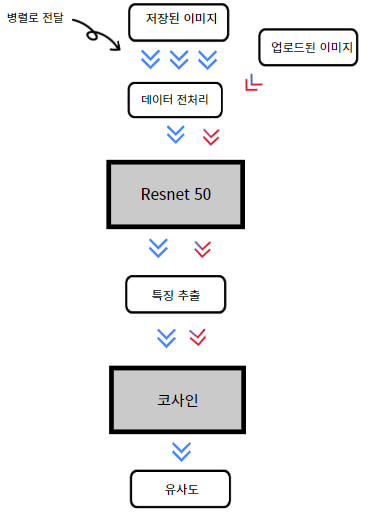 병렬로 전달
저장된 이미지
업로드된 이미지
데이터 전처리
Resnet 50
특징 추출
코사인
유사도